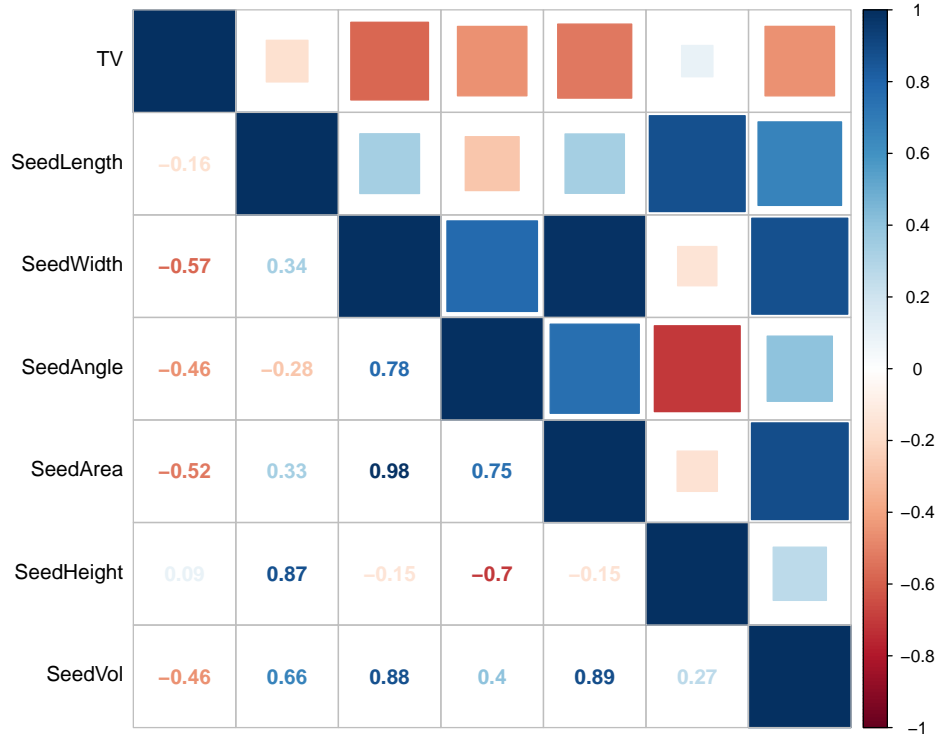 TV
SeedLength −0.16
SeedWidth −0.57 0.34
SeedAngle −0.46 −0.28 0.78
SeedArea −0.52 0.33 0.98 0.75
SeedHeight 0.09 0.87 −0.15 −0.7 −0.15
SeedVol −0.46 0.66 0.88 0.4 0.89 0.27
1
0.8
0.6
0.4
0.2
0
−0.2
−0.4
−0.6
−0.8
−1